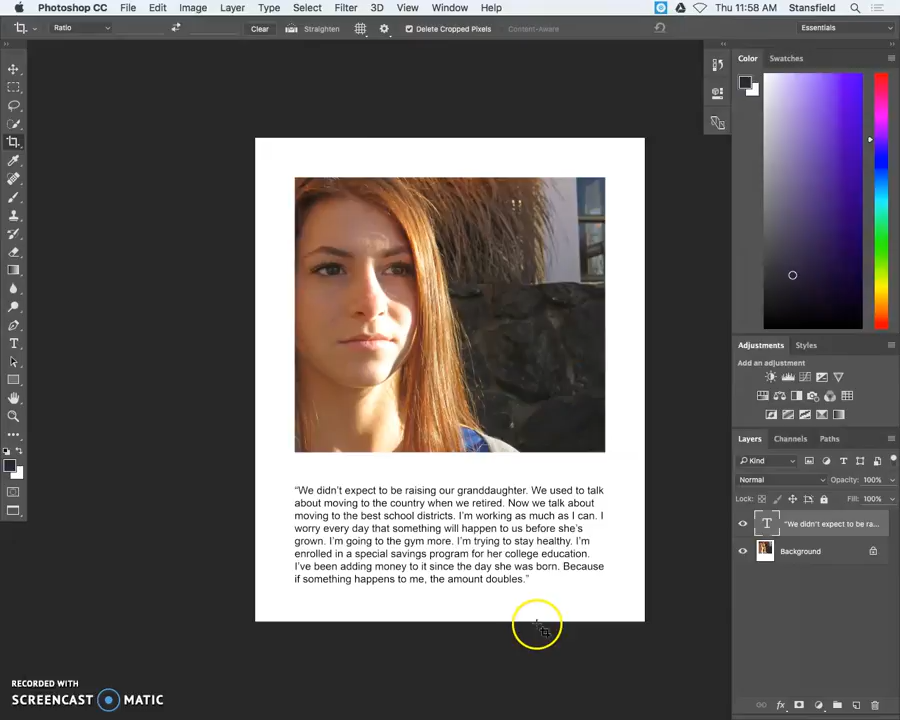 Photoshop CC File Edit Image Layer Type Select Filter 3D View Window Help Thu 11:58 AM Stansfield
Ratio Clear Straighten Delete Cropped Pixels Content-Aware Essentials
Color Swatches
"We didn't expect to be raising our granddaughter. We used to talk
about moving to the country when we retired. Now we talk about
moving to the best school districts. I'm working as much as I can. I
worry every day that something will happen to us before she's
grown. I'm going to the gym more. I'm trying to stay healthy. I'm
enrolled in a special savings program for her college education.
I've been adding money to it since the day she was born. Because
if something happens to me, the amount doubles."
Adjustments Styles
Add an adjustment
Layers Channels Paths
Kind
Normal Opacity: 100%
Lock: Fill: 100%
T "We didn't expect to be ra...
Background
RECORDED WITH
SCREENCAST MATIC